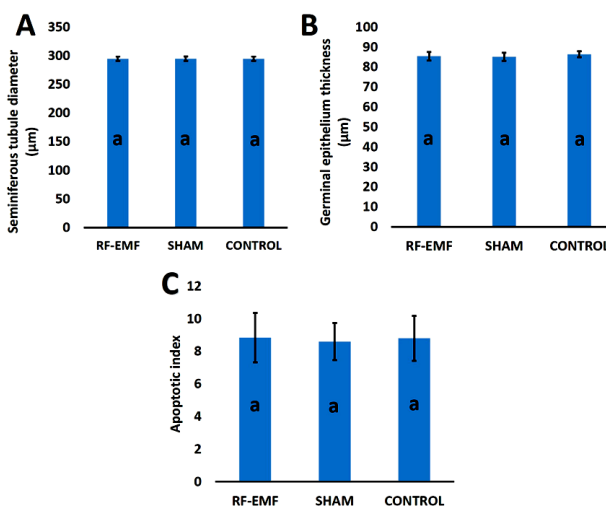 A
Seminiferous tubule diameter
(µm)
350
300
250
200
150
100
50
0
a
a
a
RF-EMF SHAM CONTROL
B
Germinal epithelium thickness
(µm)
100
90
80
70
60
50
40
30
20
10
0
a
a
a
RF-EMF SHAM CONTROL
C
Apoptotic index
12
10
8
6
4
2
0
a
a
a
RF-EMF SHAM CONTROL